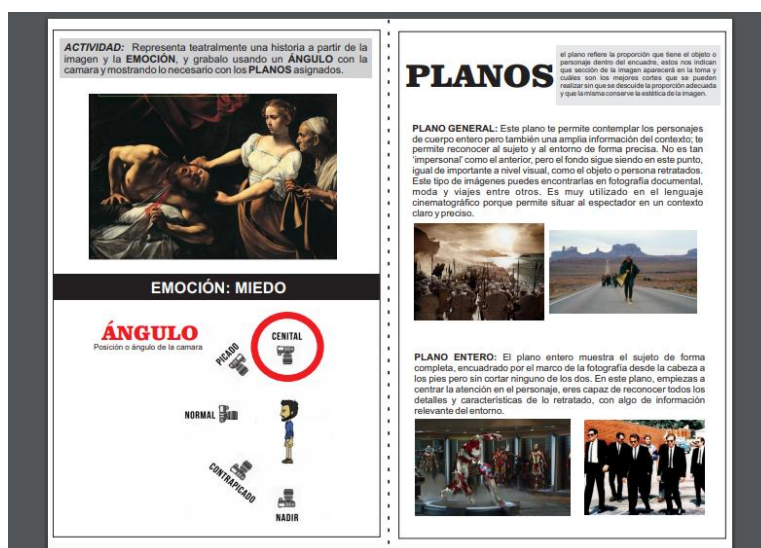 ACTIVIDAD: Representa teatralmente una historia a partir de la
imagen y la EMOCIÓN, y grabalo usando un ÁNGULO con la
camara y mostrando lo necesario con los PLANOS asignados.
EMOCIÓN: MIEDO
ÁNGULO
Posición o ángulo de la camara
CENITAL
PICADO
NORMAL
CONTRAPICADO
NADIR
PLANOS
el plano refiere la proporción que tiene el objeto o
personaje dentro del encuadre, estos nos indican
que sección de la imagen aparecerá en la toma y
cuáles son los mejores cortes que se pueden
realizar sin que se descuide la proporción adecuada
y que la misma conserve la estética de la imagen.
PLANO GENERAL: Este plano te permite contemplar los personajes
de cuerpo entero pero también una amplia información del contexto; te
permite reconocer al sujeto y al entorno de forma precisa. No es tan
'impersonal' como el anterior, pero el fondo sigue siendo en este punto,
igual de importante a nivel visual, como el objeto o persona retratados.
Este tipo de imágenes puedes encontrarlas en fotografía documental,
moda y viajes entre otros. Es muy utilizado en el lenguaje
cinematográfico porque permite situar al espectador en un contexto
claro y preciso.
PLANO ENTERO: El plano entero muestra el sujeto de forma
completa, encuadrado por el marco de la fotografía desde la cabeza a
los pies pero sin cortar ninguno de los dos. En este plano, empiezas a
centrar la atención en el personaje, eres capaz de reconocer todos los
detalles y características de lo retratado, con algo de información
relevante del entorno.